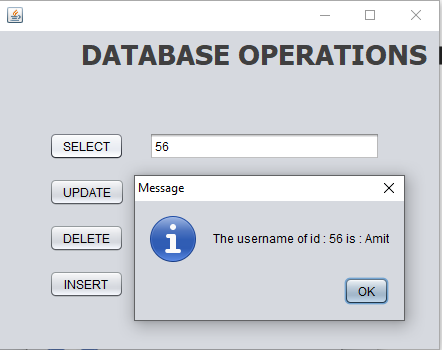 DATABASE OPERATIONS
SELECT
56
UPDATE
Message
The username of id : 56 is : Amit
DELETE
OK
INSERT